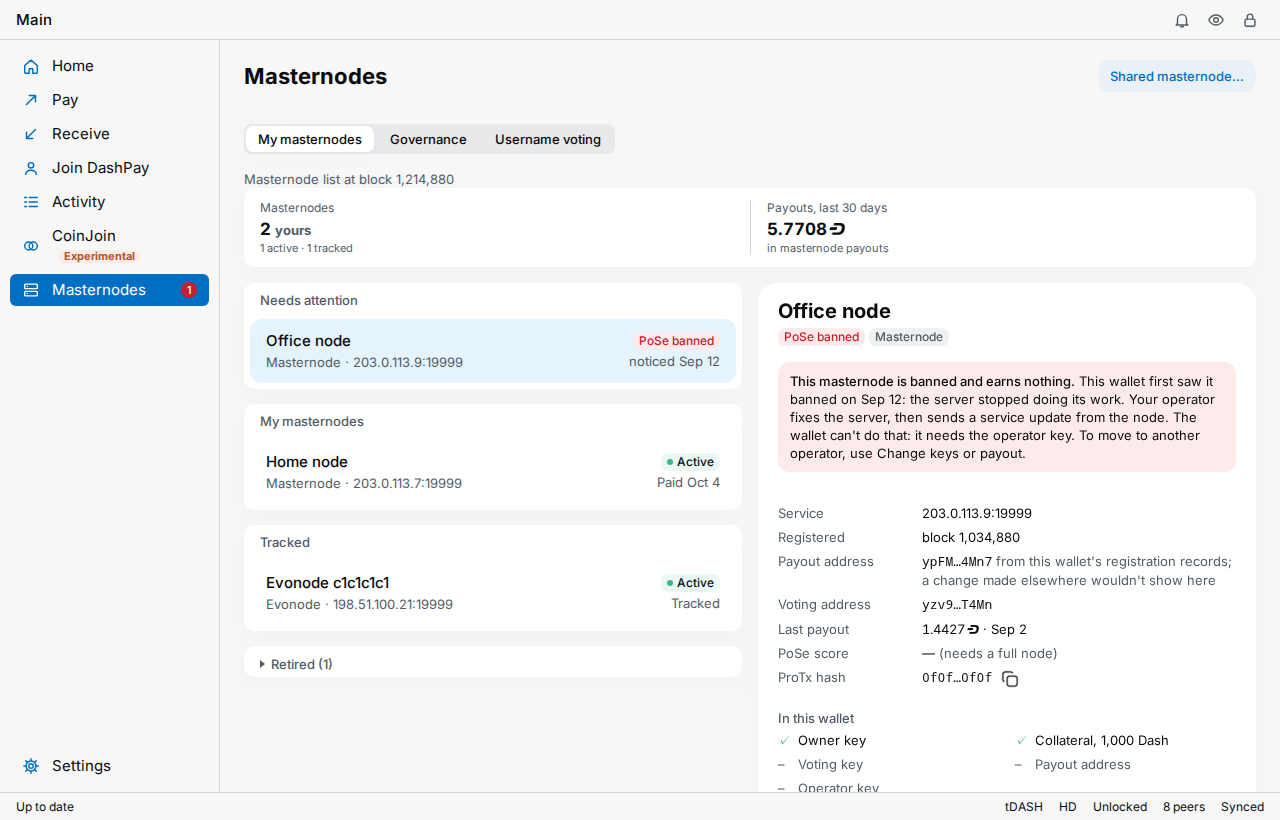 Main
Home
Pay
Receive
Join DashPay
Activity
CoinJoin
Experimental
Masternodes 1
Settings
Masternodes
Shared masternode...
My masternodes Governance Username voting
Masternode list at block 1,214,880
Masternodes
2 yours
1 active · 1 tracked
Payouts, last 30 days
5.7708
in masternode payouts
Needs attention
Office node PoSe banned
Masternode · 203.0.113.9:19999 noticed Sep 12
My masternodes
Home node Active
Masternode · 203.0.113.7:19999 Paid Oct 4
Tracked
Evonode c1c1c1c1 Active
Evonode · 198.51.100.21:19999 Tracked
Retired (1)
Office node
PoSe banned Masternode
This masternode is banned and earns nothing. This wallet first saw it
banned on Sep 12: the server stopped doing its work. Your operator
fixes the server, then sends a service update from the node. The
wallet can't do that: it needs the operator key. To move to another
operator, use Change keys or payout.
Service 203.0.113.9:19999
Registered block 1,034,880
Payout address ypFM…4Mn7 from this wallet's registration records;
a change made elsewhere wouldn't show here
Voting address yzv9…T4Mn
Last payout 1.4427 · Sep 2
PoSe score — (needs a full node)
ProTx hash 0f0f…0f0f
In this wallet
✓ Owner key ✓ Collateral, 1,000 Dash
– Voting key – Payout address
– Operator key
Up to date tDASH HD Unlocked 8 peers Synced